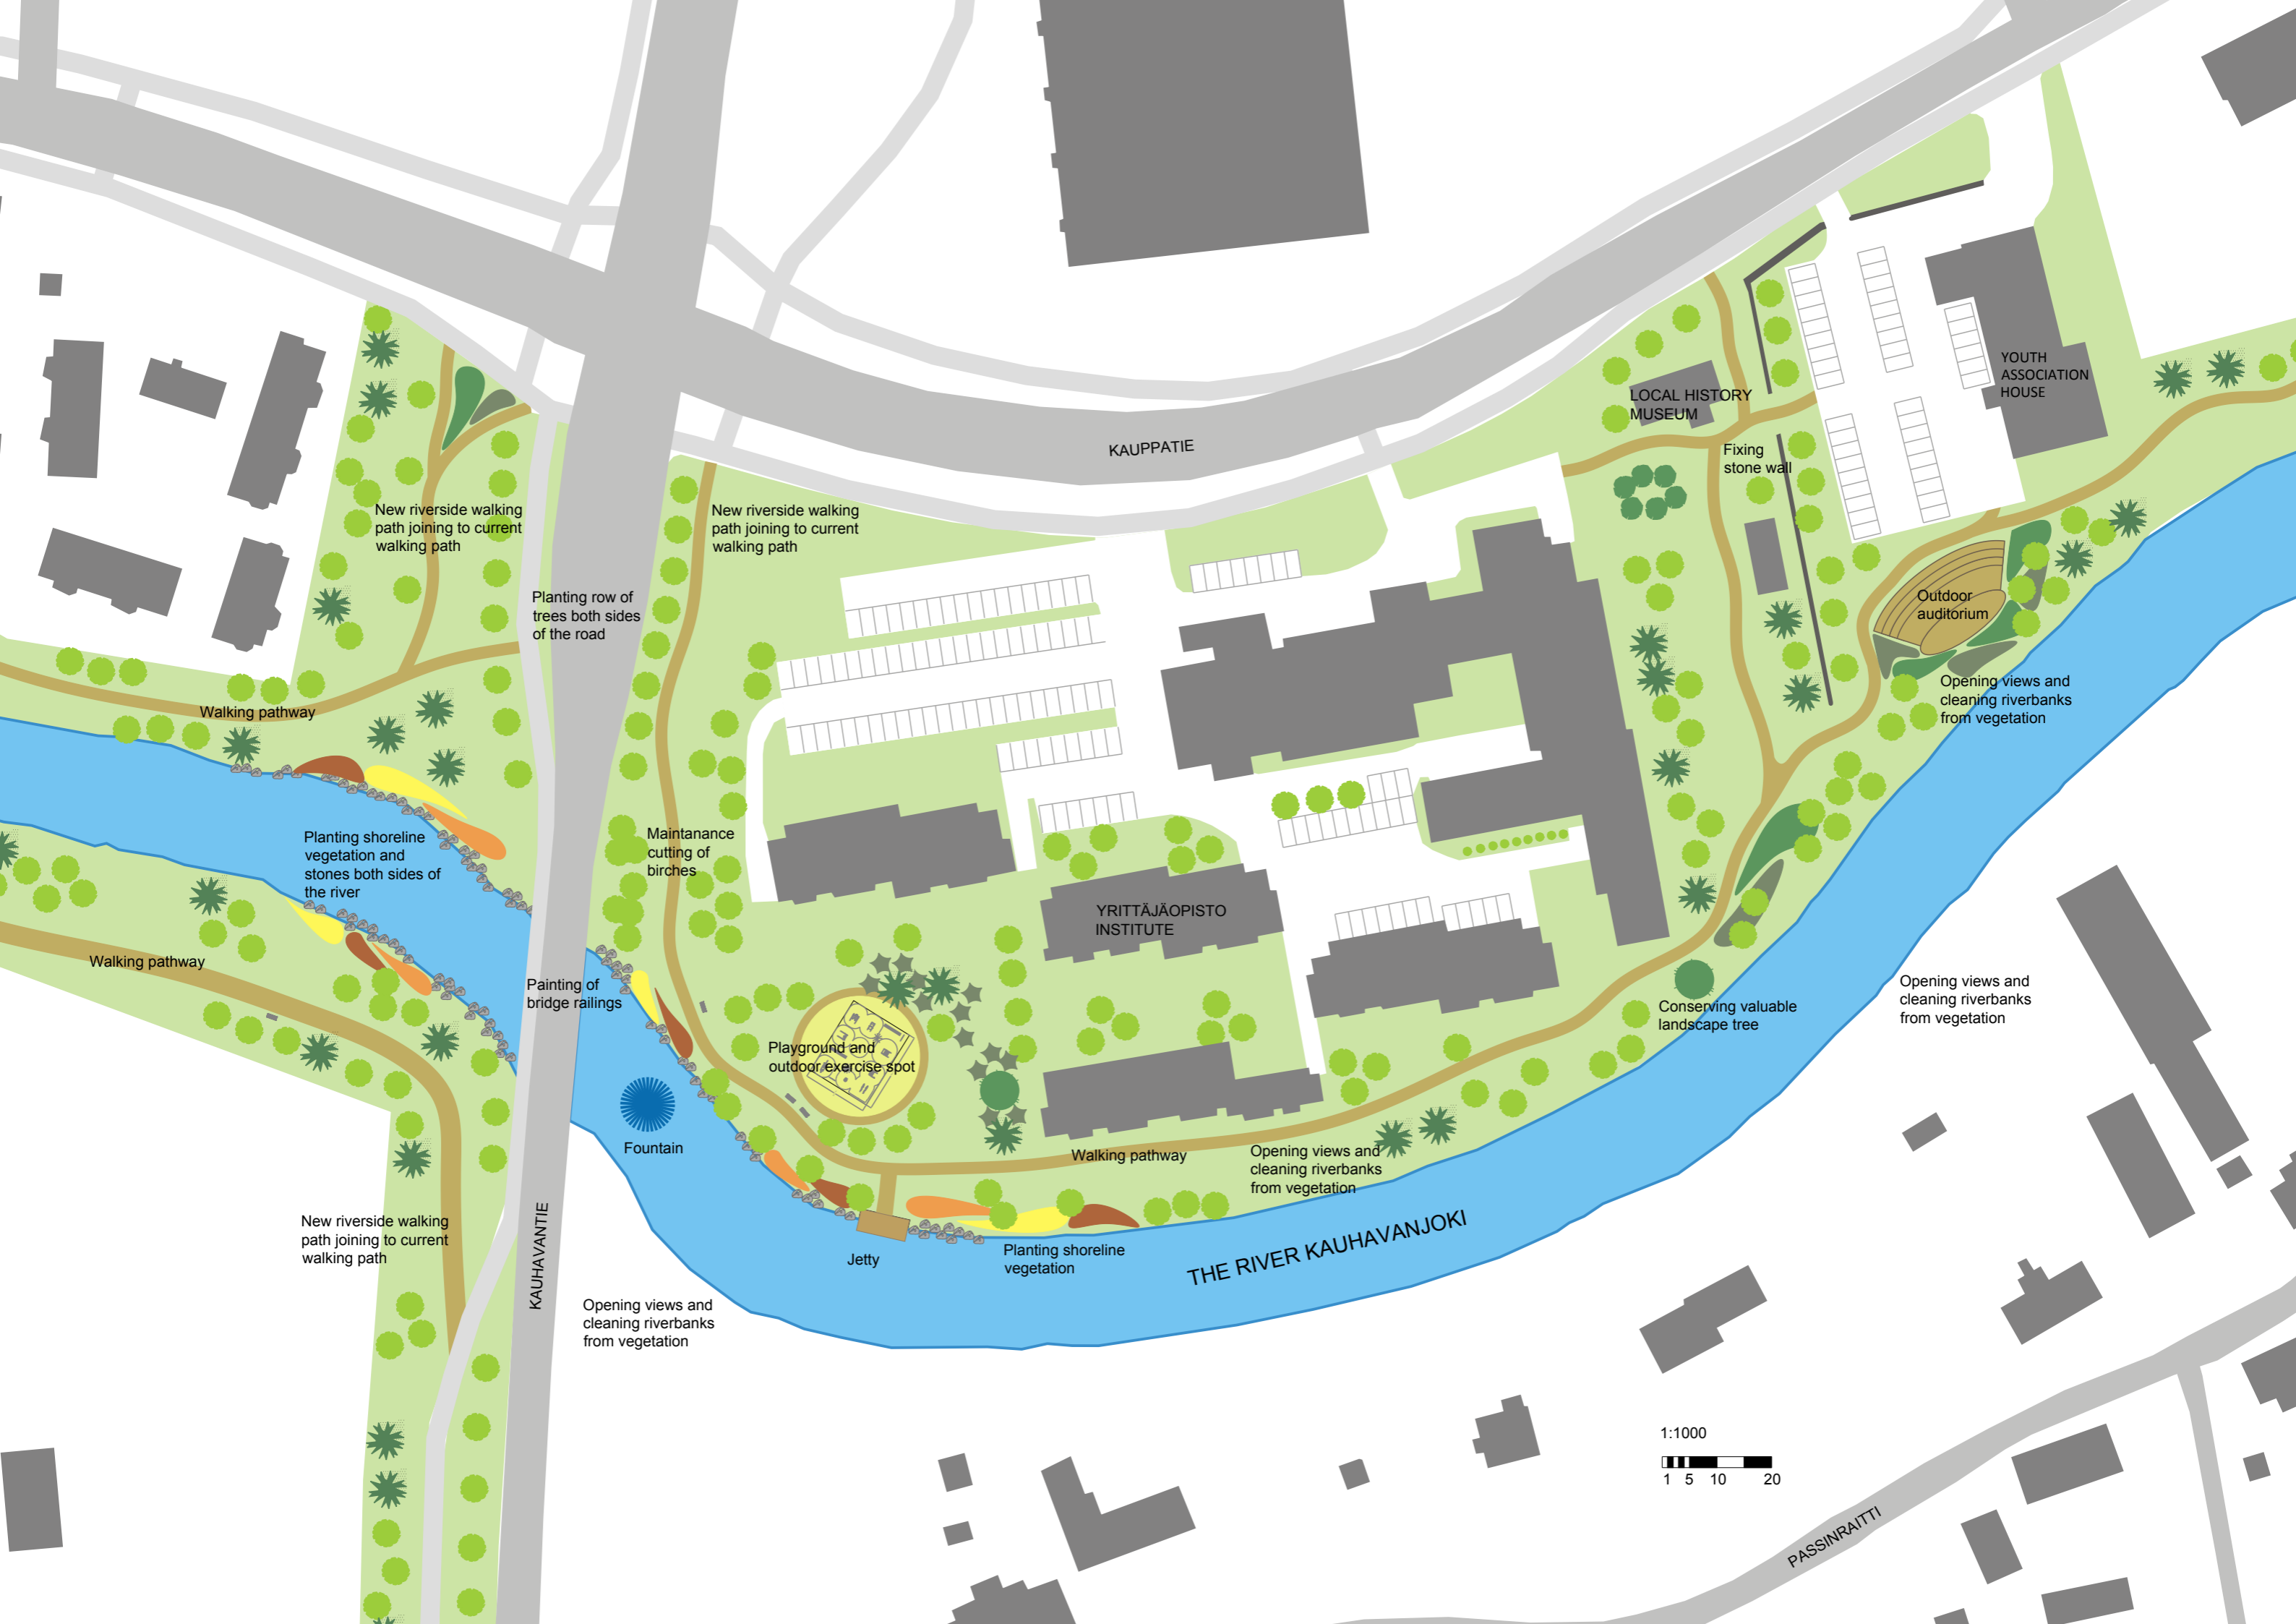 YOUTH
ASSOCIATION
HOUSE
LOCAL HISTORY
MUSEUM
KAUPPATIE
Fixing
stone wall
New riverside walking
path joining to current
walking path
New riverside walking
path joining to current
walking path
Planting row of
trees both sides
of the road
Outdoor
auditorium
Opening views and
cleaning riverbanks
from vegetation
Walking pathway
Planting shoreline
vegetation and
stones both sides of
the river
Maintanance
cutting of
birches
YRITTÄJÄOPISTO
INSTITUTE
Walking pathway
Painting of
bridge railings
Opening views and
cleaning riverbanks
from vegetation
Conserving valuable
landscape tree
Playground and
outdoor exercise spot
Fountain
Walking pathway
Opening views and
cleaning riverbanks
from vegetation
New riverside walking
path joining to current
walking path
KAUHAVANTIE
Jetty
Planting shoreline
vegetation
THE RIVER KAUHAVANJOKI
Opening views and
cleaning riverbanks
from vegetation
1:1000
1 5 10 20
PASSINRAITTI